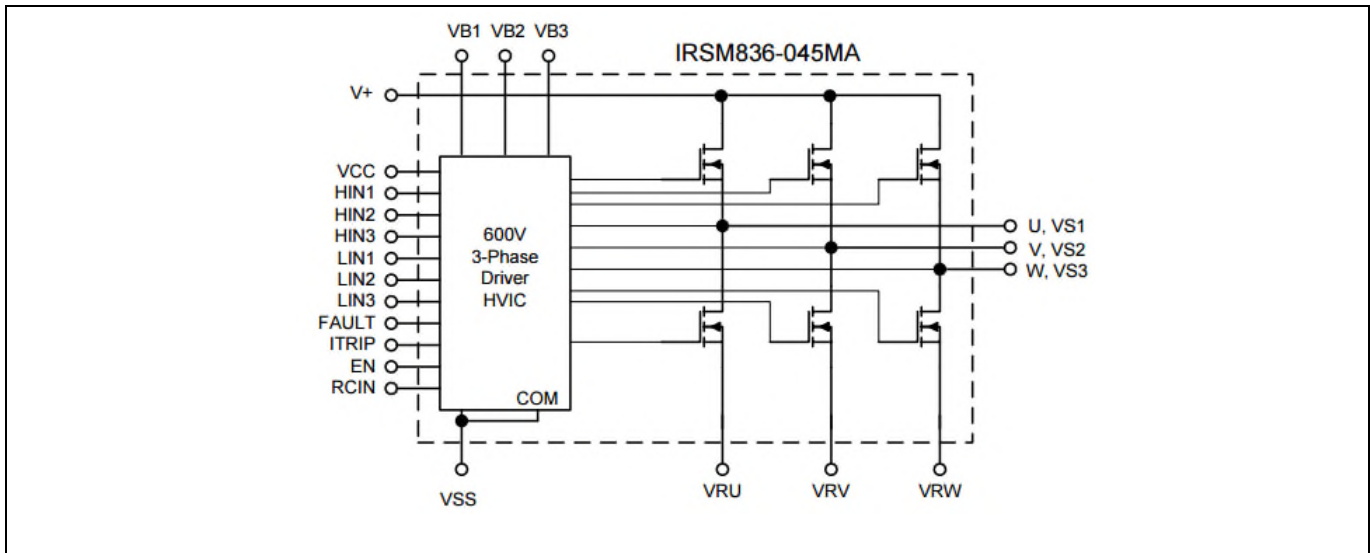 VB1 VB2 VB3
IRSM836-045MA
V+
VCC
HIN1
HIN2
HIN3
LIN1
LIN2
LIN3
FAULT
ITRIP
EN
RCIN
600V
3-Phase
Driver
HVIC
COM
U, VS1
V, VS2
W, VS3
VSS
VRU
VRV
VRW